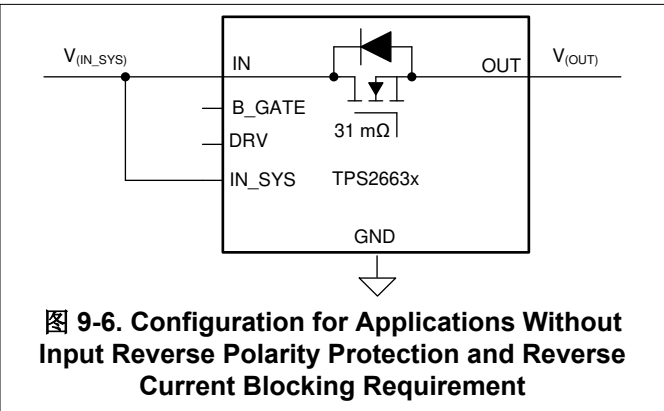 V(IN_SYS)
IN
OUT
V(OUT)
B_GATE
31 mΩ
DRV
IN_SYS
TPS2663x
GND
图 9-6. Configuration for Applications Without
Input Reverse Polarity Protection and Reverse
Current Blocking Requirement